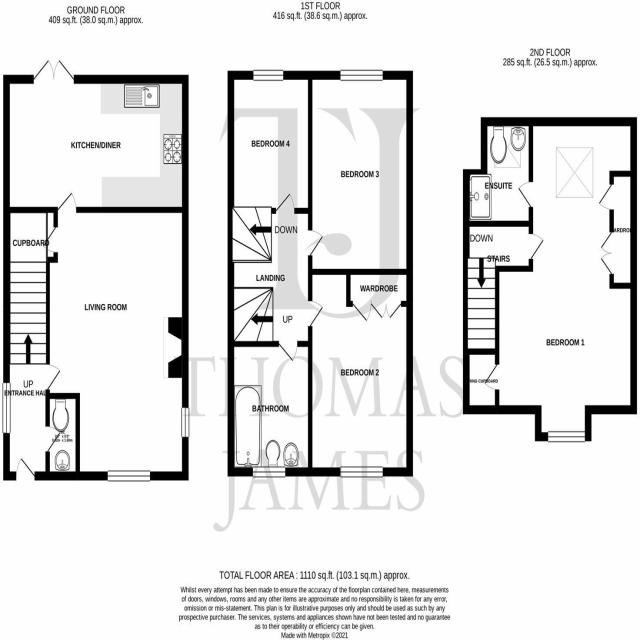 GROUND FLOOR
409 sq.ft. (38.0 sq.m.) approx.
1ST FLOOR
416 sq.ft. (38.6 sq.m.) approx.
2ND FLOOR
285 sq.ft. (26.5 sq.m.) approx.
KITCHEN/DINER
CUPBOARD
LIVING ROOM
UP
ENTRANCE HALL
BEDROOM 4
BEDROOM 3
DOWN
LANDING
UP
WARDROBE
BEDROOM 2
BATHROOM
ENSUITE
DOWN
STAIRS
BEDROOM 1
CUPBOARD
TJ
THOMAS
JAMES
TOTAL FLOOR AREA : 1110 sq.ft. (103.1 sq.m.) approx.
Whilst every attempt has been made to ensure the accuracy of the floorplan contained here, measurements
of doors, windows, rooms and any other items are approximate and no responsibility is taken for any error,
omission or mis-statement. This plan is for illustrative purposes only and should be used as such by any
prospective purchaser. The services, systems and appliances shown have not been tested and no guarantee
as to their operability or efficiency can be given.
Made with Metropix ©2021